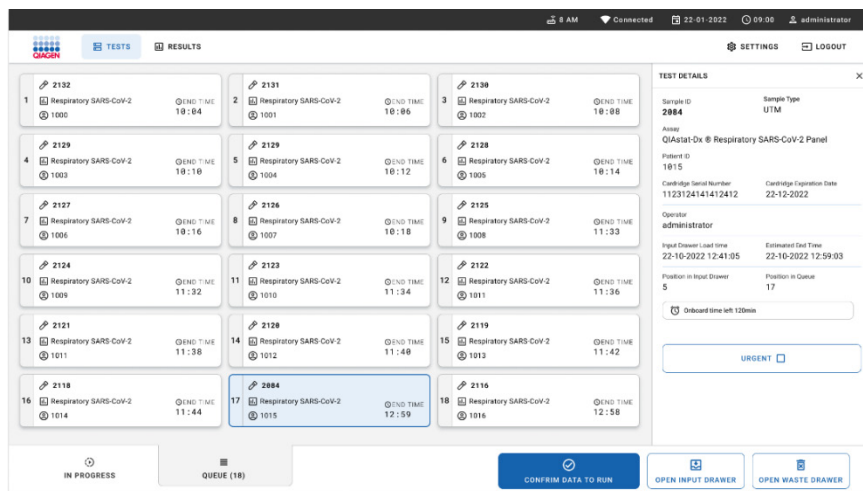 8 AM Connected 22-01-2022 09:00 administrator
QIAGEN TESTS RESULTS SETTINGS LOGOUT
1 2132 Respiratory SARS-CoV-2 1000 END TIME 10:04
2 2131 Respiratory SARS-CoV-2 1001 END TIME 10:06
3 2130 Respiratory SARS-CoV-2 1002 END TIME 10:08
4 2129 Respiratory SARS-CoV-2 1003 END TIME 10:10
5 2129 Respiratory SARS-CoV-2 1004 END TIME 10:12
6 2128 Respiratory SARS-CoV-2 1005 END TIME 10:14
7 2127 Respiratory SARS-CoV-2 1006 END TIME 10:16
8 2126 Respiratory SARS-CoV-2 1007 END TIME 10:18
9 2125 Respiratory SARS-CoV-2 1008 END TIME 11:33
10 2124 Respiratory SARS-CoV-2 1009 END TIME 11:32
11 2123 Respiratory SARS-CoV-2 1010 END TIME 11:34
12 2122 Respiratory SARS-CoV-2 1011 END TIME 11:36
13 2121 Respiratory SARS-CoV-2 1011 END TIME 11:38
14 2120 Respiratory SARS-CoV-2 1012 END TIME 11:40
15 2119 Respiratory SARS-CoV-2 1013 END TIME 11:42
16 2118 Respiratory SARS-CoV-2 1014 END TIME 11:44
17 2084 Respiratory SARS-CoV-2 1015 END TIME 12:59
18 2116 Respiratory SARS-CoV-2 1016 END TIME 12:58
TEST DETAILS X
Sample ID Sample Type
2084 UTM
Assay
QIAstat-Dx ® Respiratory SARS-CoV-2 Panel
Patient ID
1015
Cardridge Serial Number Cardridge Expiration Date
1123124141412412 22-12-2022
Operator
administrator
Input Drawer Load time Estimated End Time
22-10-2022 12:41:05 22-10-2022 12:59:03
Position in Input Drawer Position in Queue
5 17
Onboard time left 120min
URGENT
IN PROGRESS QUEUE (18) CONFRIM DATA TO RUN OPEN INPUT DRAWER OPEN WASTE DRAWER